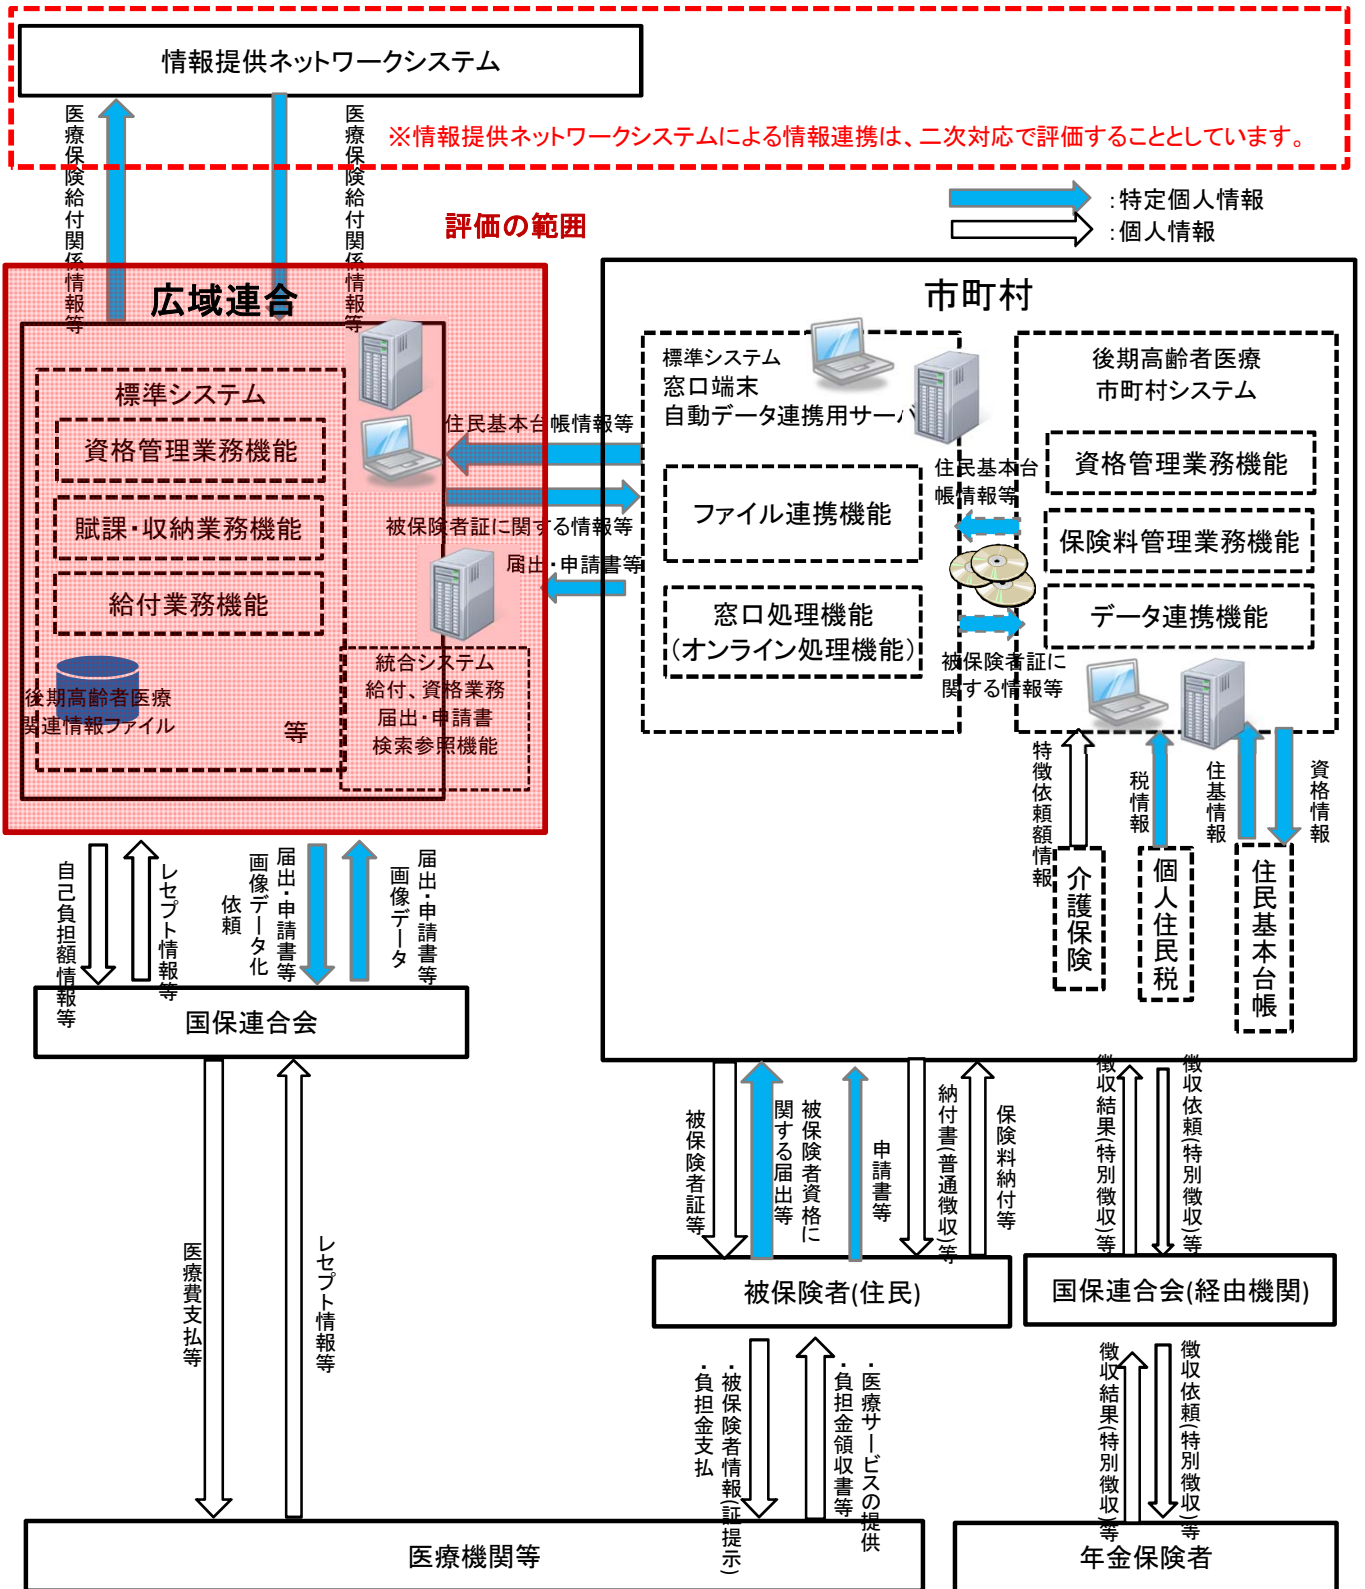 情報提供ネットワークシステム
医療保険給付関係情報等
医療保険給付関係情報等
※情報提供ネットワークシステムによる情報連携は、二次対応で評価することとしています。
:特定個人情報
:個人情報
評価の範囲
広域連合
標準システム
資格管理業務機能
賦課・収納業務機能
給付業務機能
後期高齢者医療
関連情報ファイル
等
統合システム
給付、資格業務
届出・申請書
検索参照機能
住民基本台帳情報等
被保険者証に関する情報等
届出・申請書等
市町村
標準システム
窓口端末
自動データ連携用サーバ
ファイル連携機能
窓口処理機能
(オンライン処理機能)
住民基本台
帳情報等
被保険者証に
関する情報等
後期高齢者医療
市町村システム
資格管理業務機能
保険料管理業務機能
データ連携機能
特徴依頼額情報
税情報
住基情報
資格情報
介護保険
個人住民税
住民基本台帳
自己負担額情報等
レセプト情報等
届出・申請書等
画像データ化
依頼
届出・申請書等
画像データ
国保連合会
医療費支払等
レセプト情報等
被保険者証等
被保険者資格に
関する届出等
申請書等
納付書(普通徴収)等
保険料納付等
徴収結果(特別徴収)等
徴収依頼(特別徴収)等
被保険者(住民)
国保連合会(経由機関)
・被保険者情報(証提示)
・負担金支払
・医療サービスの提供
・負担金領収書等
徴収結果(特別徴収)等
徴収依頼(特別徴収)等
医療機関等
年金保険者